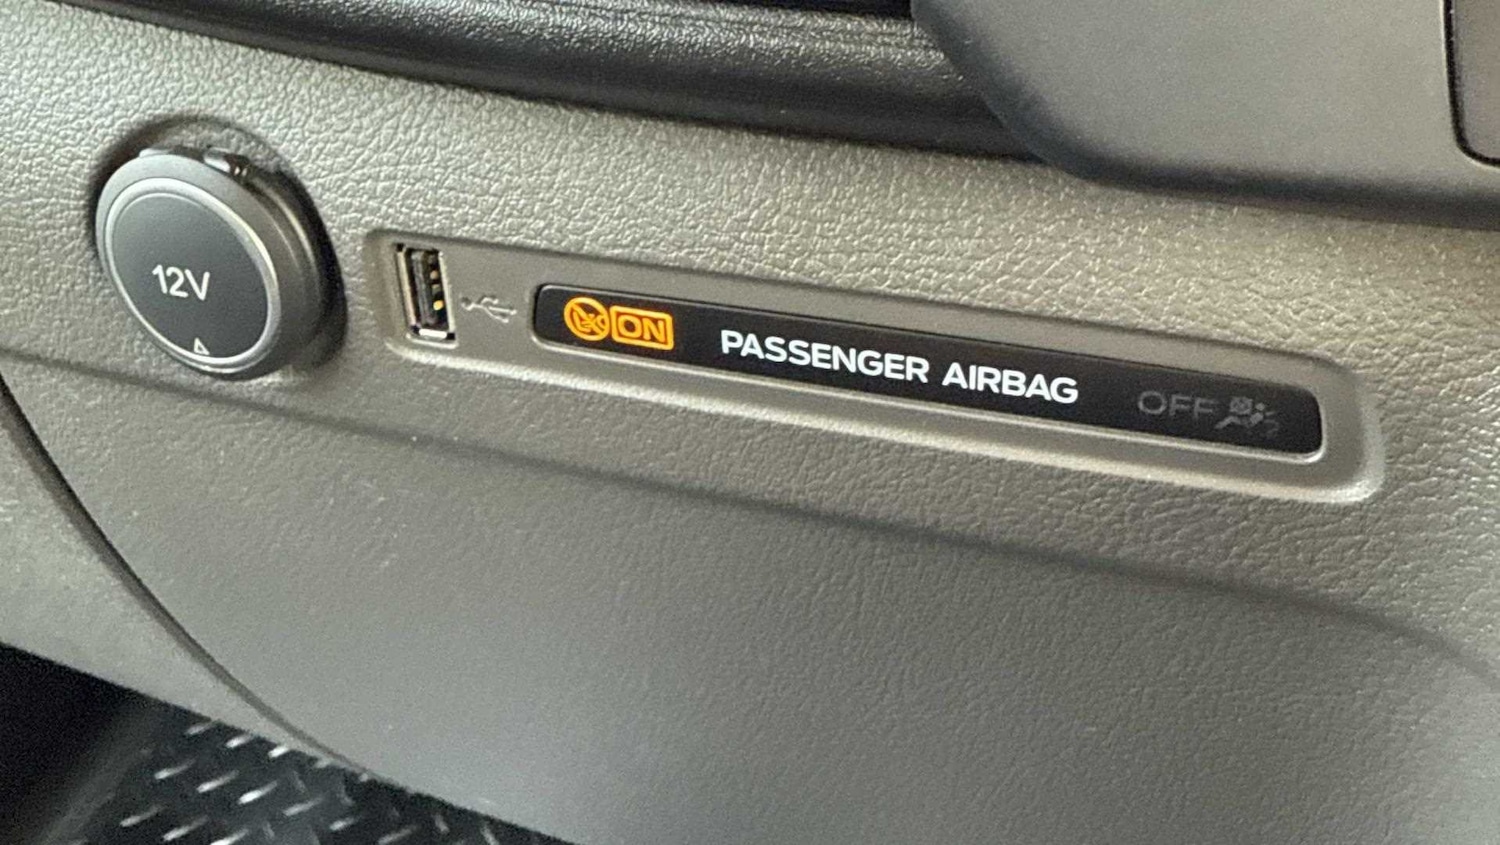 12V
ON PASSENGER AIRBAG OFF